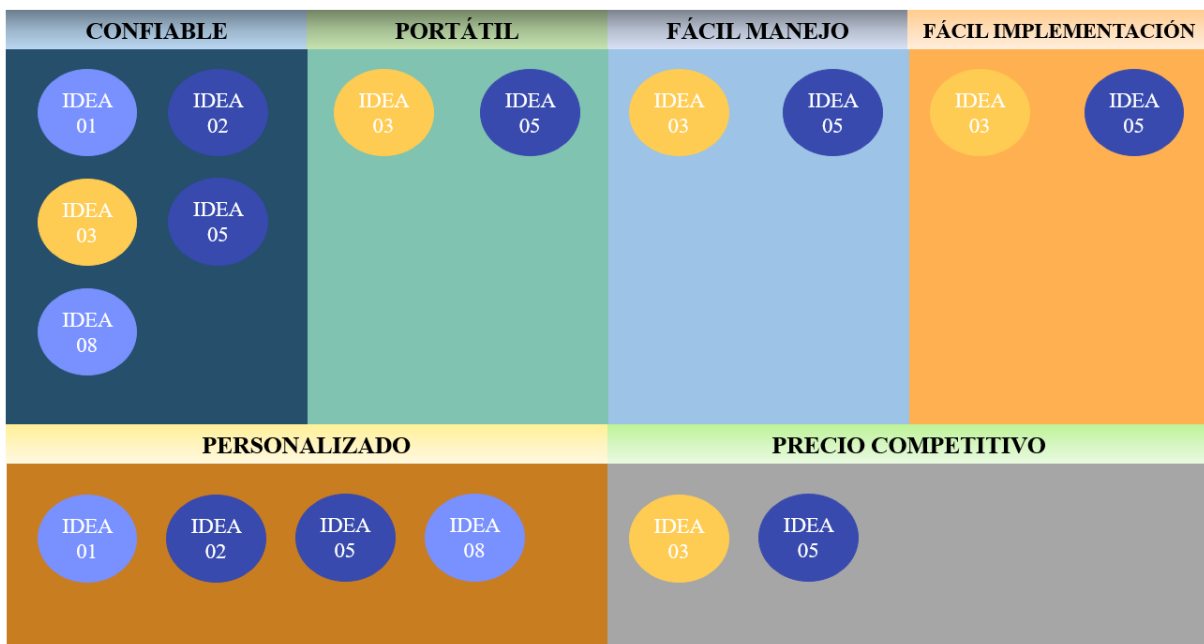 CONFIABLE
PORTÁTIL
FÁCIL MANEJO
FÁCIL IMPLEMENTACIÓN
IDEA
01
IDEA
02
IDEA
03
IDEA
05
IDEA
08
IDEA
03
IDEA
05
IDEA
03
IDEA
05
IDEA
03
IDEA
05
PERSONALIZADO
PRECIO COMPETITIVO
IDEA
01
IDEA
02
IDEA
05
IDEA
08
IDEA
03
IDEA
05